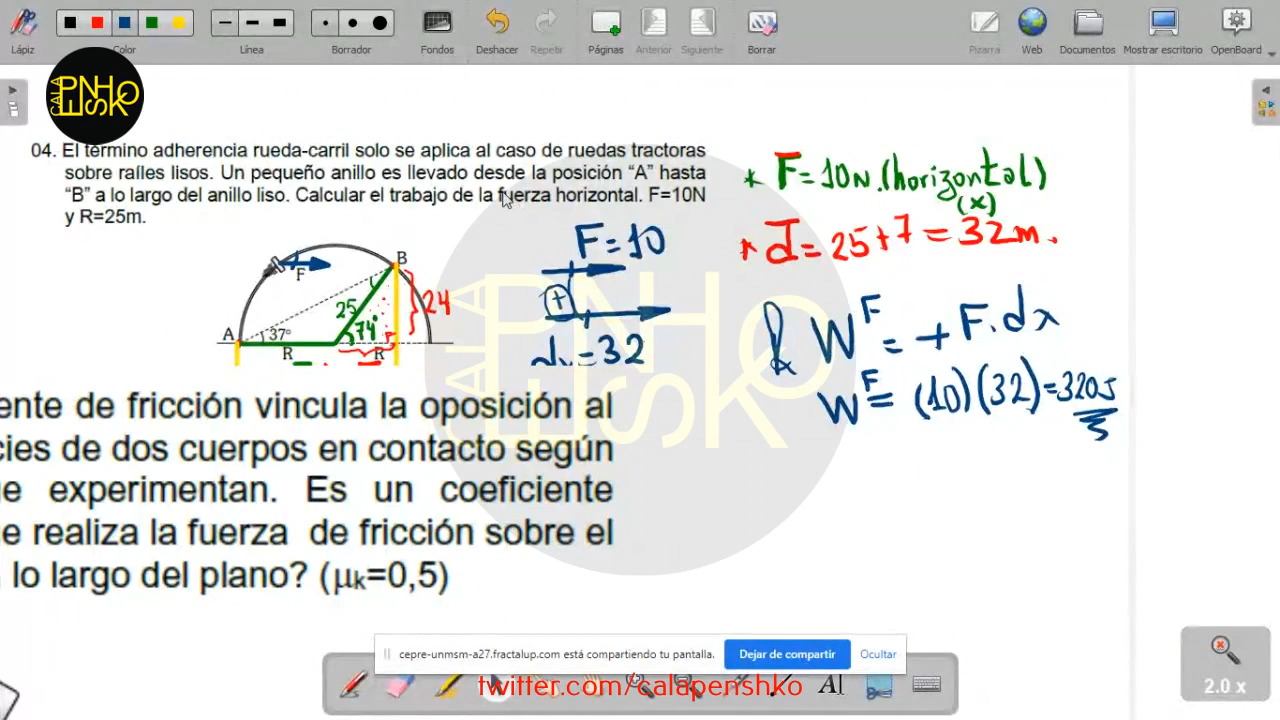 Lápiz
Color
Línea
Borrador
Fondos
Deshacer
Repetir
Páginas
Anterior
Siguiente
Borrar
Pizarra
Web
Documentos
Mostrar escritorio
OpenBoard
CALA PENSHKO
04. El término adherencia rueda-carril solo se aplica al caso de ruedas tractoras
sobre raíles lisos. Un pequeño anillo es llevado desde la posición “A” hasta
“B” a lo largo del anillo liso. Calcular el trabajo de la fuerza horizontal. F=10N
y R=25m.
F
B
A
37°
25
74°
24
R
R
F=10
(+)
dx=32
* F=10N.(horizontal)
(x)
* d=25+7=32m.
W^F = +F.dx
W^F = (10)(32)=320J
ente de fricción vincula la oposición al
cies de dos cuerpos en contacto según
ue experimentan. Es un coeficiente
e realiza la fuerza de fricción sobre el
lo largo del plano? (μk=0,5)
cepre-unmsm-a27.fractalup.com está compartiendo tu pantalla.
Dejar de compartir
Ocultar
twitter.com/calapenshko
AI
2.0 x